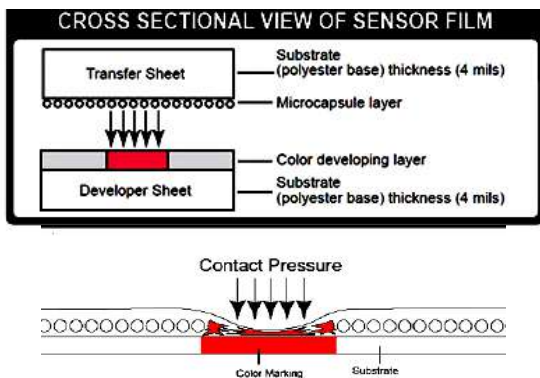 CROSS SECTIONAL VIEW OF SENSOR FILM
Transfer Sheet
Substrate
(polyester base) thickness (4 mils)
Microcapsule layer
Color developing layer
Developer Sheet
Substrate
(polyester base) thickness (4 mils)
Contact Pressure
Color Marking
Substrate